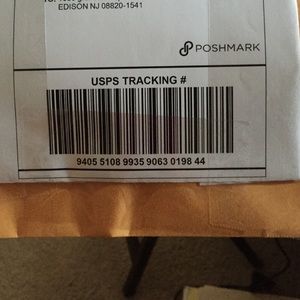 EDISON NJ 08820-1541
POSHMARK
USPS TRACKING #
9405 5108 9935 9063 0198 44